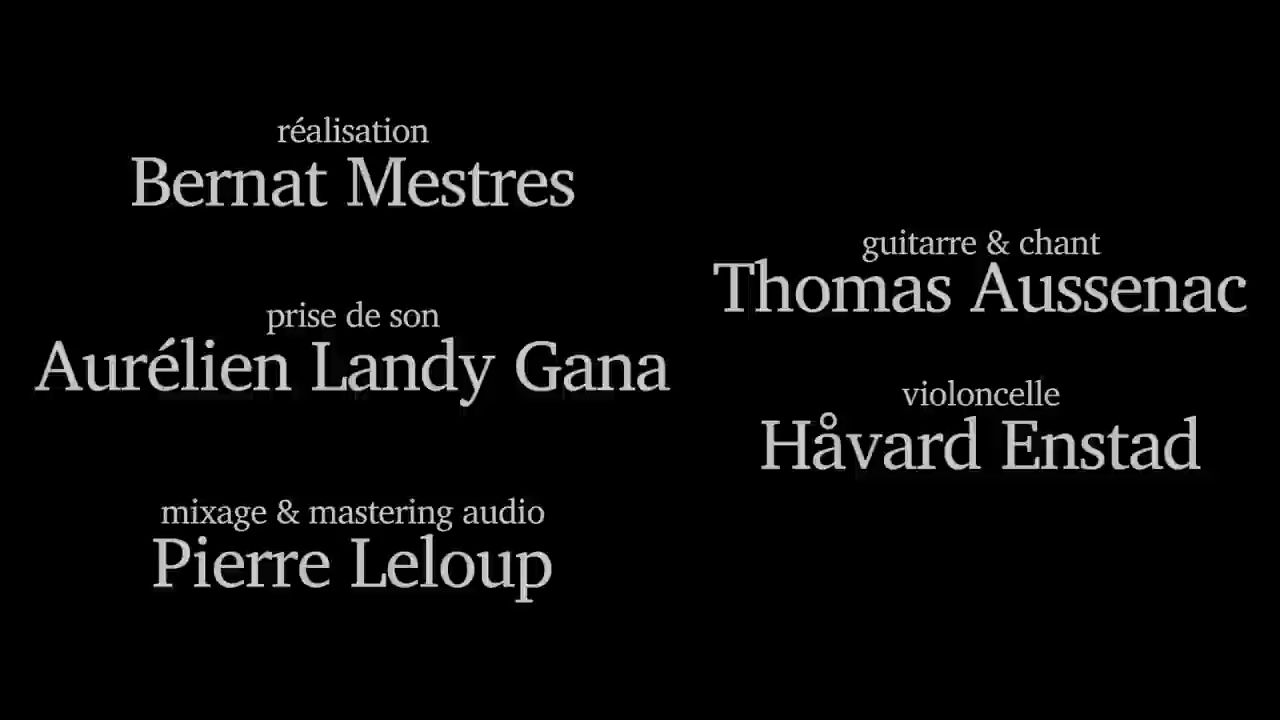 réalisation
Bernat Mestres
prise de son
Aurélien Landy Gana
mixage & mastering audio
Pierre Leloup
guitarre & chant
Thomas Aussenac
violoncelle
Håvard Enstad